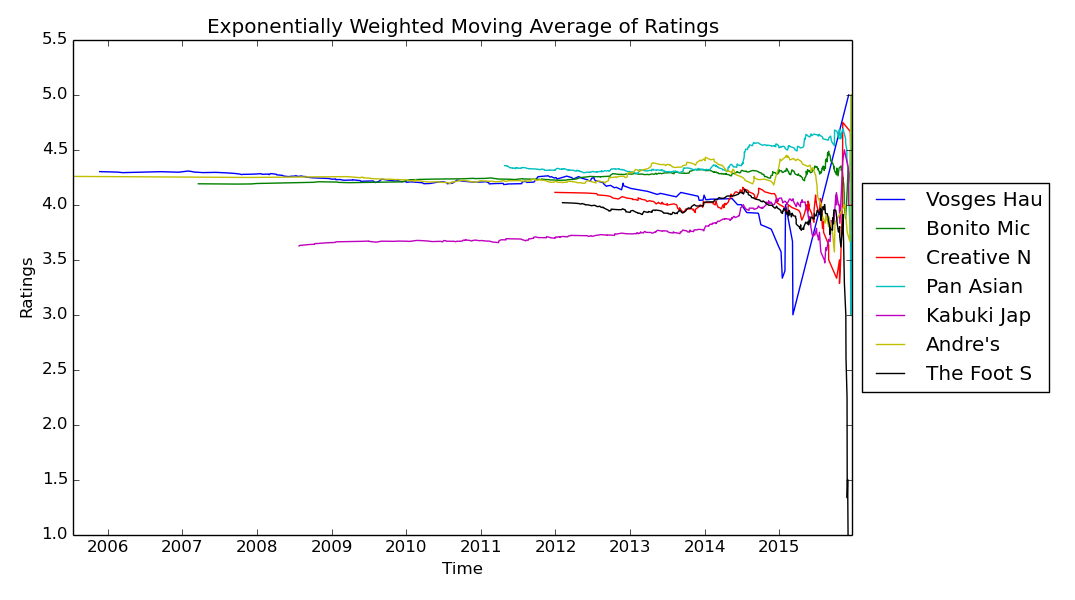 Exponentially Weighted Moving Average of Ratings
5.5
5.0
4.5
4.0
3.5
3.0
2.5
2.0
1.5
1.0
Ratings
2006 2007 2008 2009 2010 2011 2012 2013 2014 2015
Time
Vosges Hau
Bonito Mic
Creative N
Pan Asian
Kabuki Jap
Andre's
The Foot S